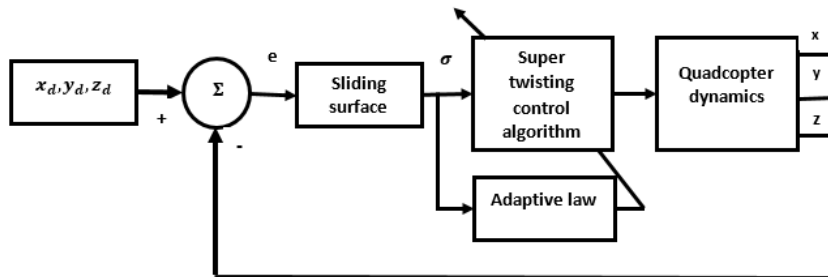 x_d,y_d,z_d
+
Σ
-
e
Sliding
surface
σ
Super
twisting
control
algorithm
Adaptive law
Quadcopter
dynamics
x
y
z